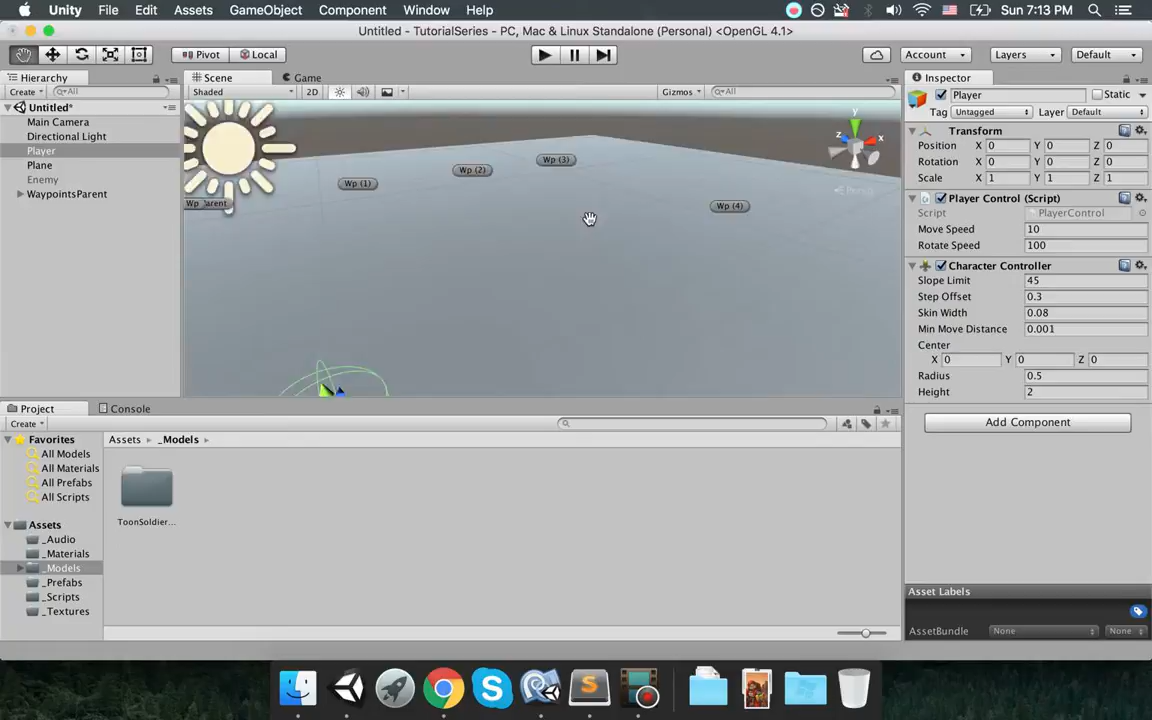 Unity File Edit Assets GameObject Component Window Help Sun 7:13 PM
Untitled - TutorialSeries - PC, Mac & Linux Standalone (Personal) <OpenGL 4.1>
Pivot Local Account Layers Default
Hierarchy Scene Game Inspector
Create All Shaded 2D Gizmos All
Player Static
Tag Untagged Layer Default
Untitled*
Main Camera
Directional Light
Player
Plane
Enemy
WaypointsParent
y
z
x
Persp
Wp (1)
Wp (2)
Wp (3)
Wp (4)
Transform
Position X 0 Y 0 Z 0
Rotation X 0 Y 0 Z 0
Scale X 1 Y 1 Z 1
Player Control (Script)
Script PlayerControl
Move Speed 10
Rotate Speed 100
Character Controller
Slope Limit 45
Step Offset 0.3
Skin Width 0.08
Min Move Distance 0.001
Center
X 0 Y 0 Z 0
Radius 0.5
Height 2
Add Component
Project Console
Create
Favorites
All Models
All Materials
All Prefabs
All Scripts
Assets
_Audio
_Materials
_Models
_Prefabs
_Scripts
_Textures
Assets _Models
ToonSoldier...
Asset Labels
AssetBundle None None